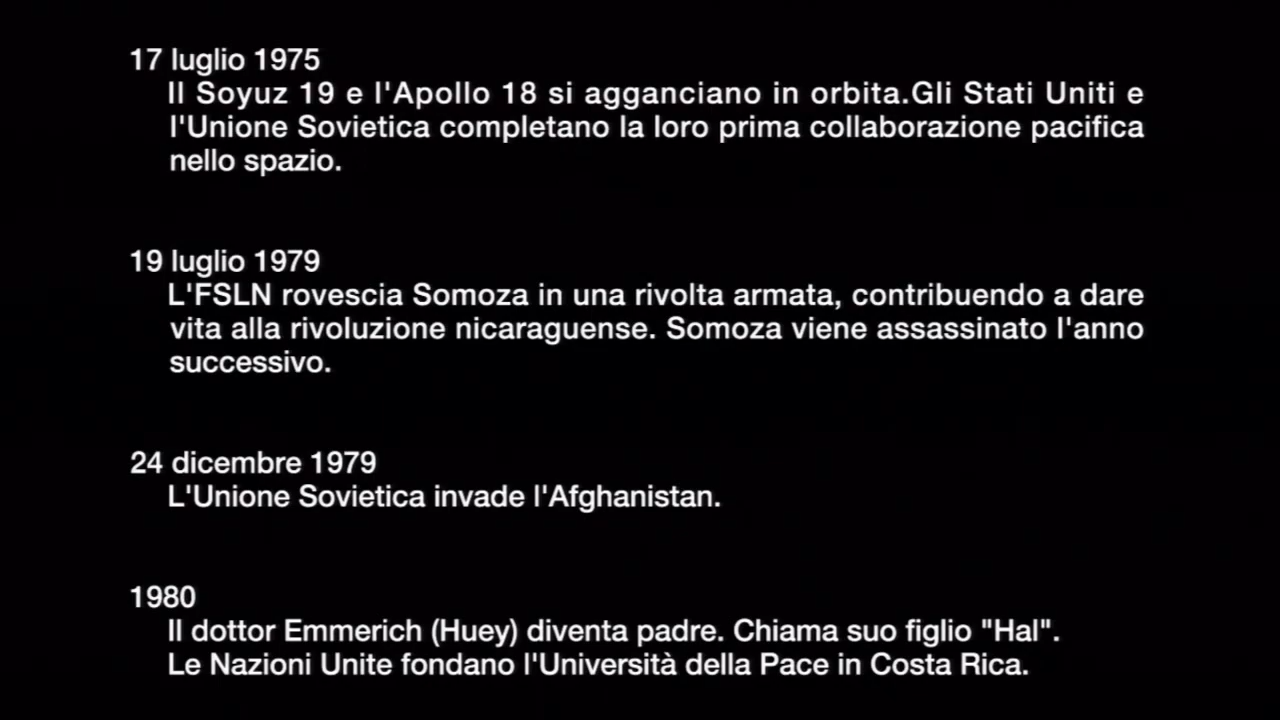 17 luglio 1975
Il Soyuz 19 e l'Apollo 18 si agganciano in orbita.Gli Stati Uniti e
l'Unione Sovietica completano la loro prima collaborazione pacifica
nello spazio.
19 luglio 1979
L'FSLN rovescia Somoza in una rivolta armata, contribuendo a dare
vita alla rivoluzione nicaraguense. Somoza viene assassinato l'anno
successivo.
24 dicembre 1979
L'Unione Sovietica invade l'Afghanistan.
1980
Il dottor Emmerich (Huey) diventa padre. Chiama suo figlio "Hal".
Le Nazioni Unite fondano l'Università della Pace in Costa Rica.